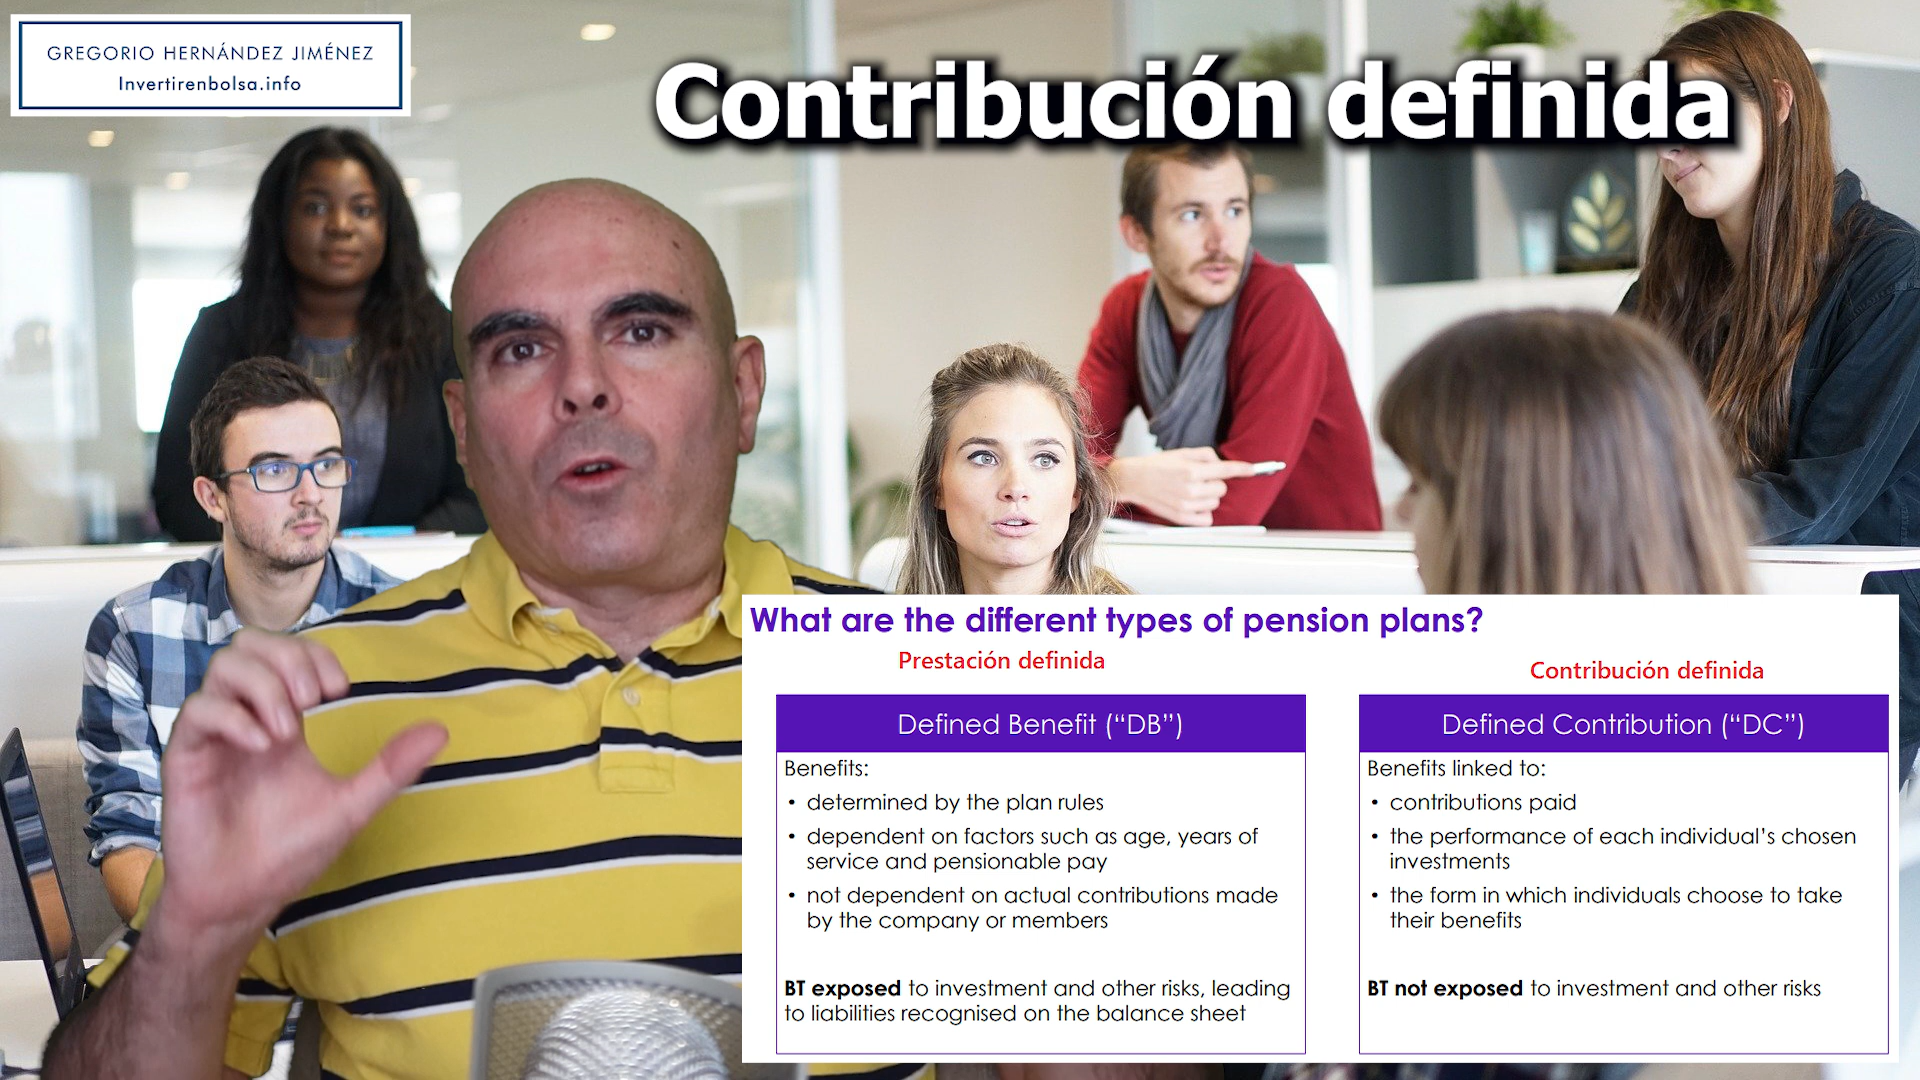 GREGORIO HERNÁNDEZ JIMÉNEZ
Invertirenbolsa.info
Contribución definida
What are the different types of pension plans?
Prestación definida
Contribución definida
Defined Benefit (“DB”)
Benefits:
• determined by the plan rules
• dependent on factors such as age, years of
service and pensionable pay
• not dependent on actual contributions made
by the company or members
BT exposed to investment and other risks, leading
to liabilities recognised on the balance sheet
Defined Contribution (“DC”)
Benefits linked to:
• contributions paid
• the performance of each individual’s chosen
investments
• the form in which individuals choose to take
their benefits
BT not exposed to investment and other risks